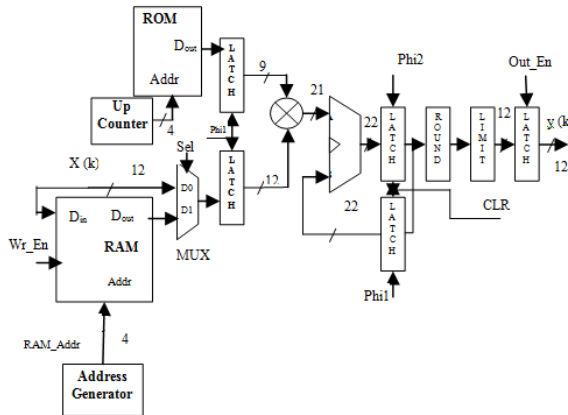 ROM
Dout
Addr
LATCH
9
Up
Counter
4
Phi1
Sel
X (k)
12
D0
D1
MUX
LATCH
12
Din
Dout
RAM
Wr_En
Addr
RAM_Addr
4
Address
Generator
21
22
22
Phi2
LATCH
ROUND
LIMIT
12
Out_En
LATCH
y (k
12
LATCH
CLR
Phi1